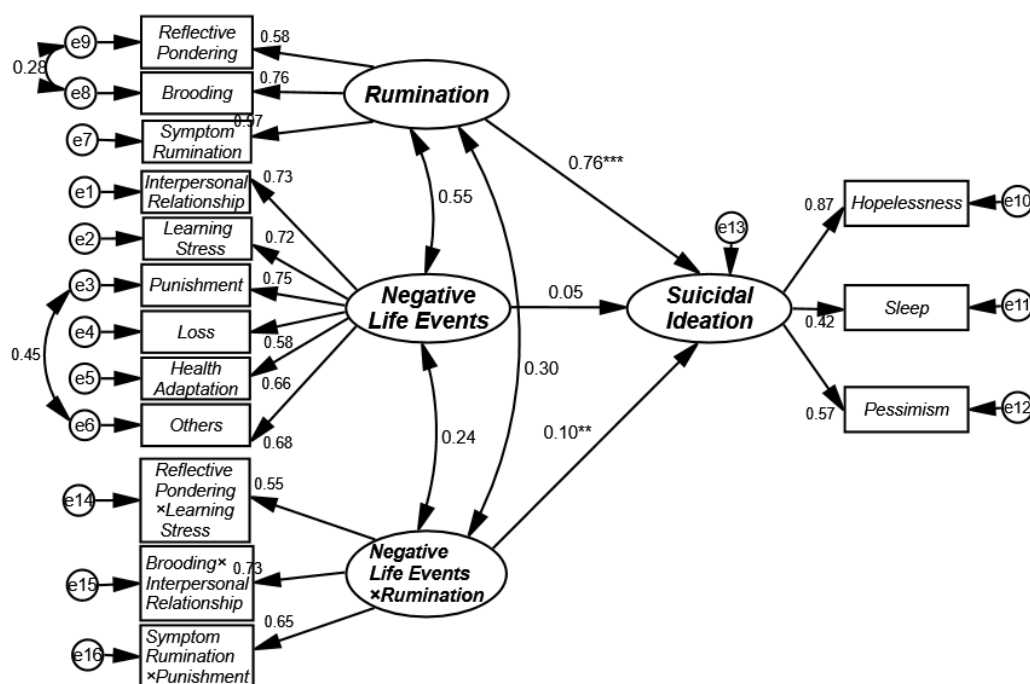 e9
Reflective
Pondering
0.58
0.28
e8
Brooding
0.76
Rumination
e7
Symptom
Rumination
0.97
0.76***
e1
Interpersonal
Relationship
0.73
0.55
e2
Learning
Stress
0.72
e3
Punishment
0.75
e4
Loss
0.58
0.45
e5
Health
Adaptation
0.66
e6
Others
0.68
Negative
Life Events
0.05
e13
Suicidal
Ideation
0.87
Hopelessness
e10
Sleep
0.42
e11
0.57
Pessimism
e12
0.30
0.24
0.10**
e14
Reflective
Pondering
×Learning
Stress
0.55
e15
Brooding×
Interpersonal
Relationship
0.73
Negative
Life Events
×Rumination
e16
Symptom
Rumination
×Punishment
0.65